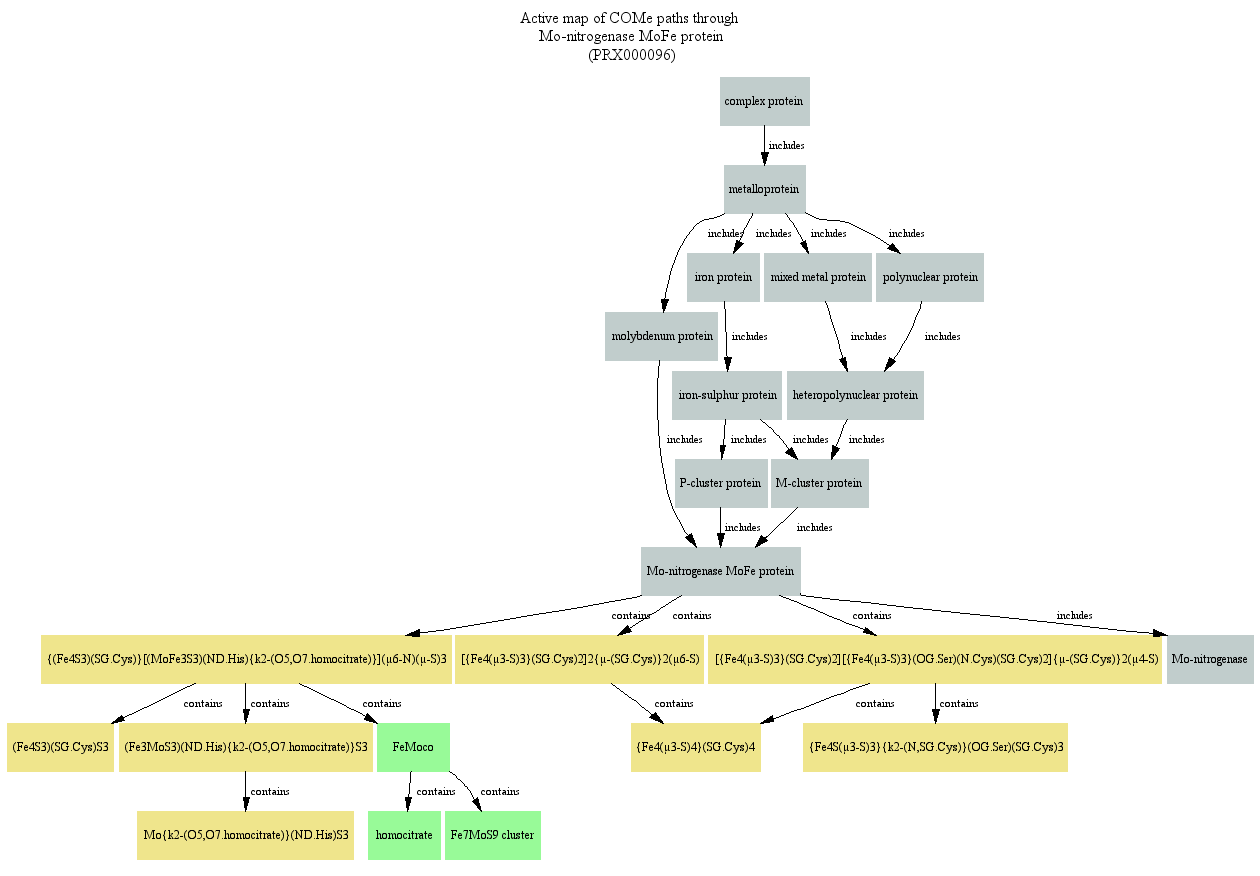 Active map of COMe paths through
Mo-nitrogenase MoFe protein
(PRX000096)
complex protein
includes
metalloprotein
includes includes includes includes
iron protein mixed metal protein polynuclear protein
molybdenum protein includes includes includes
iron-sulphur protein heteropolynuclear protein
includes includes includes includes
P-cluster protein M-cluster protein
includes includes
Mo-nitrogenase MoFe protein
contains contains contains includes
{(Fe4S3)(SG.Cys)}[(MoFe3S3)(ND.His){k2-(O5,O7.homocitrate)}](μ6-N)(μ-S)3 [{Fe4(μ3-S)3}(SG.Cys)2]2{μ-(SG.Cys)}2(μ6-S) [{Fe4(μ3-S)3}(SG.Cys)2][{Fe4(μ3-S)3}(OG.Ser)(N.Cys)(SG.Cys)2]{μ-(SG.Cys)}2(μ4-S) Mo-nitrogenase
contains contains contains contains contains
(Fe4S3)(SG.Cys)S3 (Fe3MoS3)(ND.His){k2-(O5,O7.homocitrate)}S3 FeMoco {Fe4(μ3-S)4}(SG.Cys)4 {Fe4S(μ3-S)3}{k2-(N,SG.Cys)}(OG.Ser)(SG.Cys)3
contains contains contains
Mo{k2-(O5,O7.homocitrate)}(ND.His)S3 homocitrate Fe7MoS9 cluster